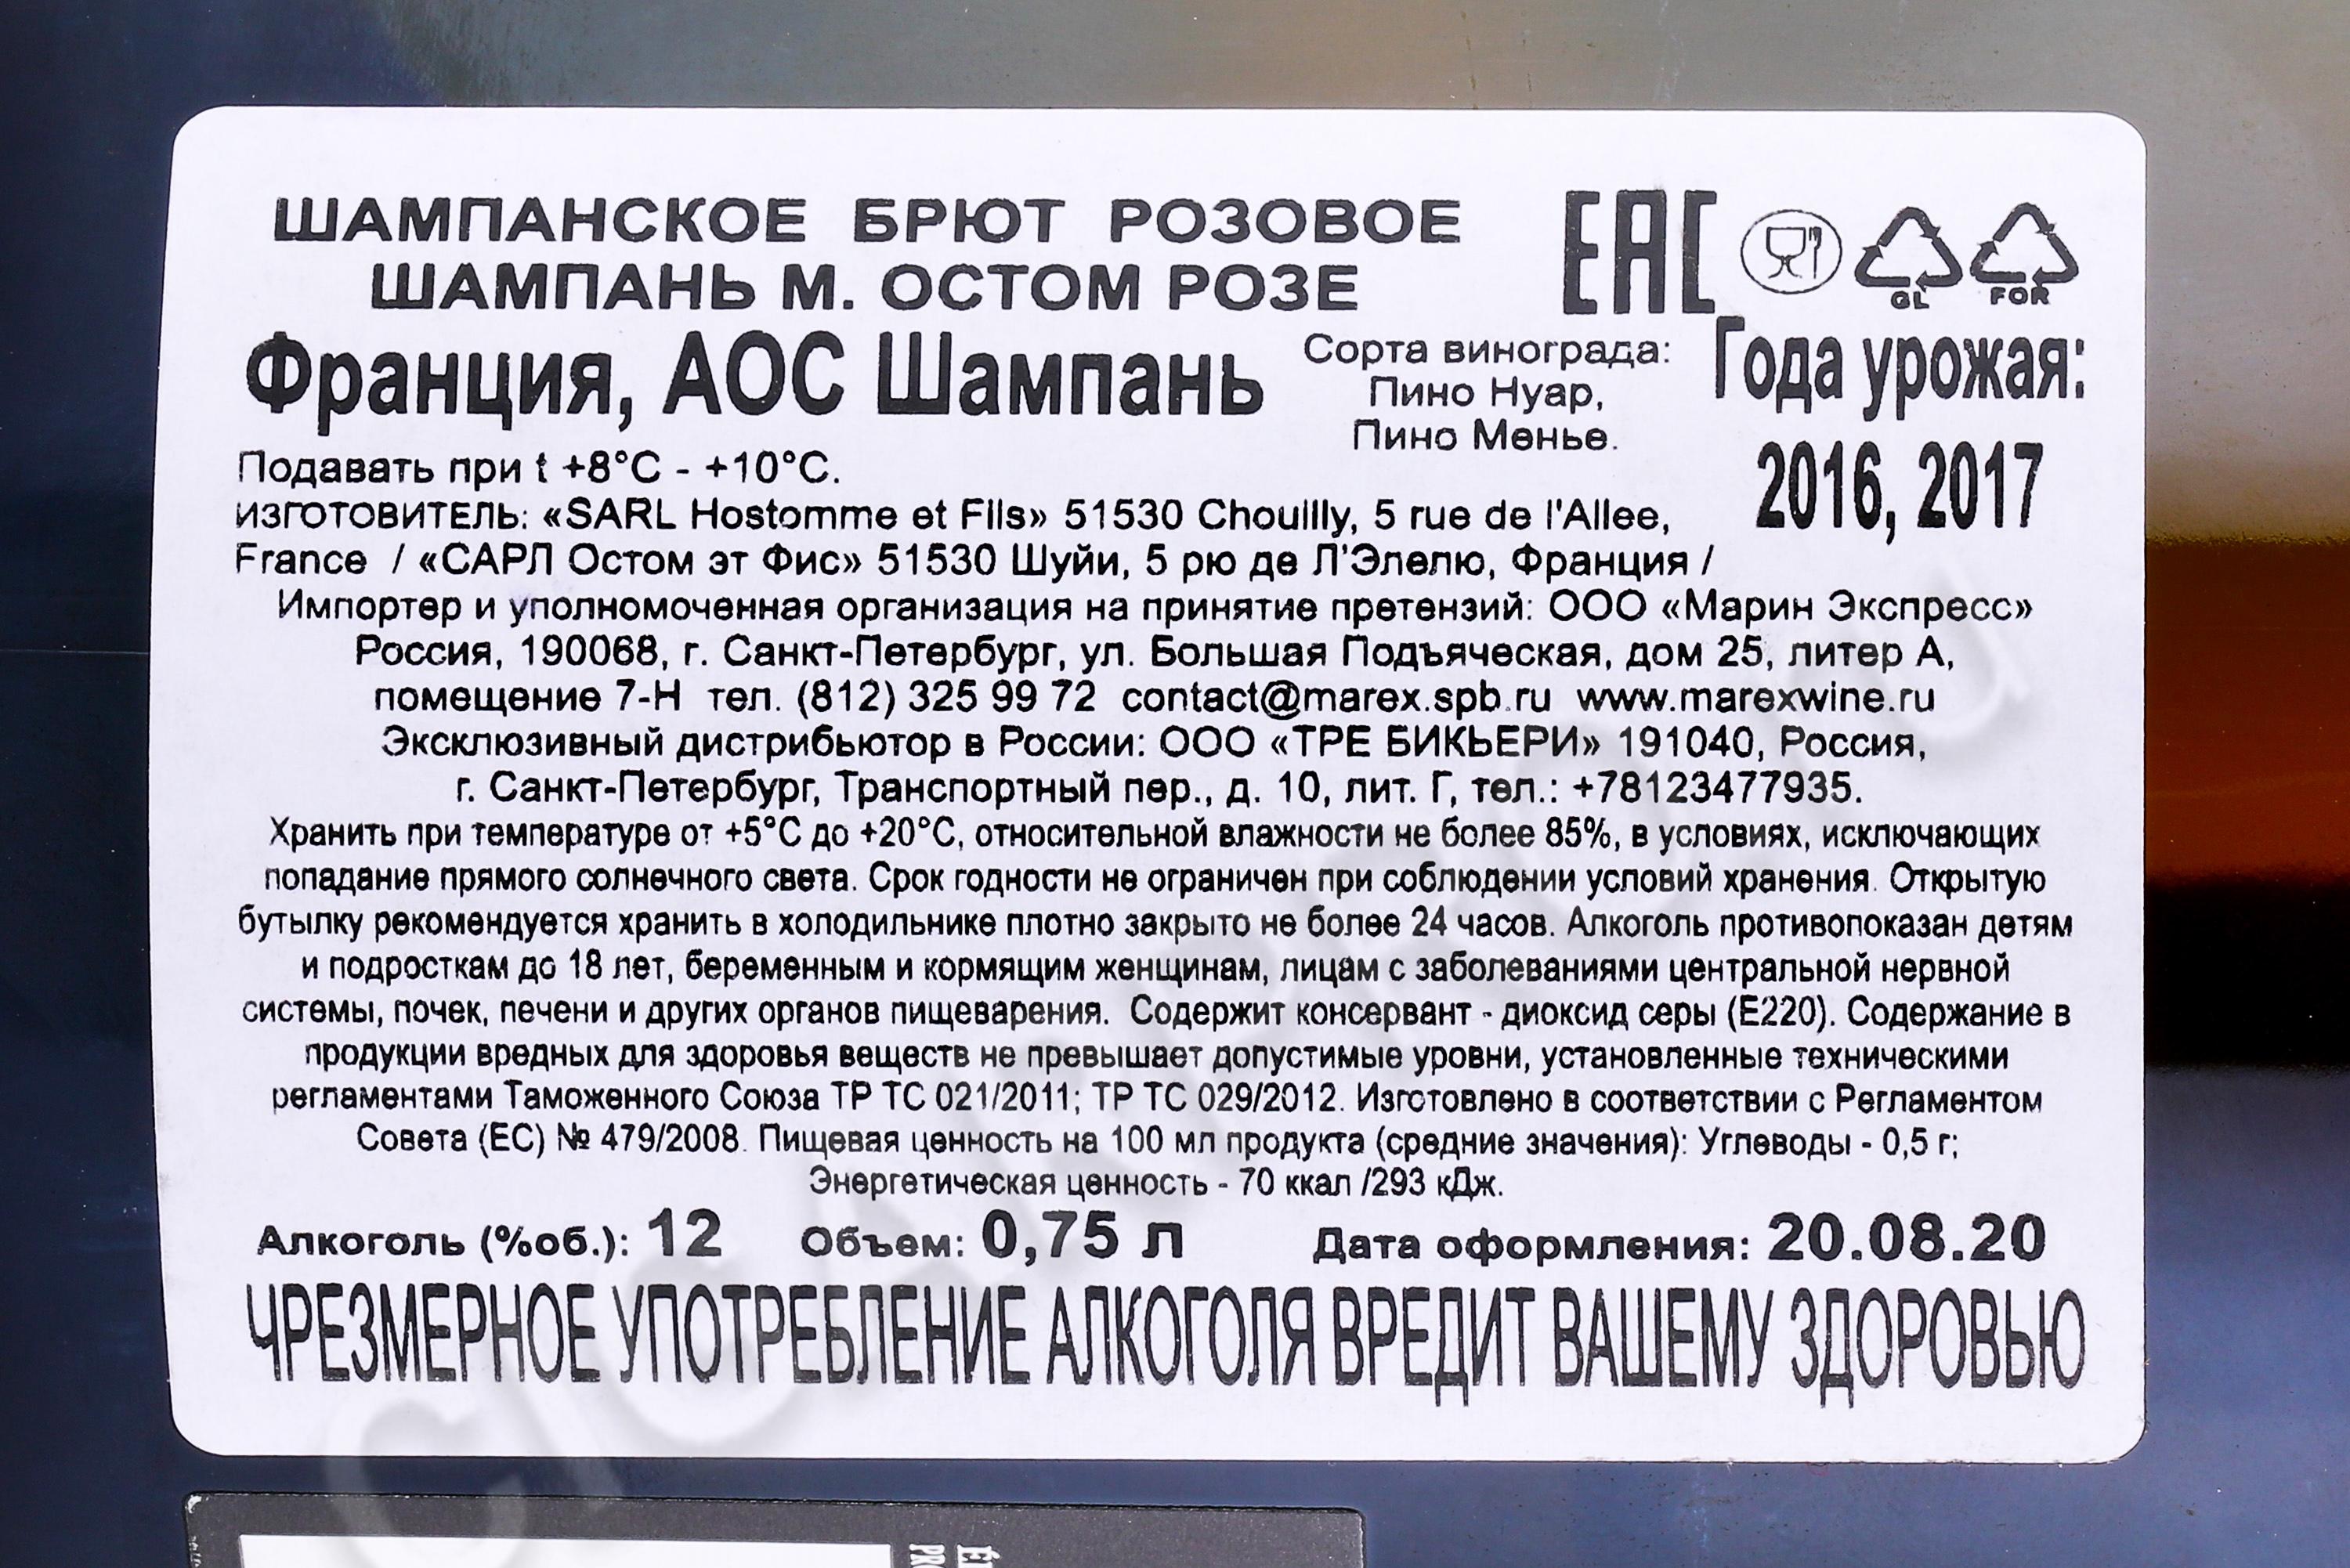 ШАМПАНСКОЕ БРЮТ РОЗОВОЕ
ШАМПАНЬ М. ОСТОМ РОЗЕ
EAC
GL
FOR
Франция, АОС Шампань
Сорта винограда:
Пино Нуар,
Пино Менье.
Года урожая:
2016, 2017
Подавать при t +8°С - +10°С.
ИЗГОТОВИТЕЛЬ: «SARL Hostomme et Fils» 51530 Chouilly, 5 rue de l'Allee,
France / «САРЛ Остом эт Фис» 51530 Шуйи, 5 рю де Л'Элелю, Франция /
Импортер и уполномоченная организация на принятие претензий: ООО «Марин Экспресс»
Россия, 190068, г. Санкт-Петербург, ул. Большая Подъяческая, дом 25, литер А,
помещение 7-Н тел. (812) 325 99 72 contact@marex.spb.ru www.marexwine.ru
Эксклюзивный дистрибьютор в России: ООО «ТРЕ БИКЬЕРИ» 191040, Россия,
г. Санкт-Петербург, Транспортный пер., д. 10, лит. Г, тел.: +78123477935.
Хранить при температуре от +5°С до +20°С, относительной влажности не более 85%, в условиях, исключающих
попадание прямого солнечного света. Срок годности не ограничен при соблюдении условий хранения. Открытую
бутылку рекомендуется хранить в холодильнике плотно закрыто не более 24 часов. Алкоголь противопоказан детям
и подросткам до 18 лет, беременным и кормящим женщинам, лицам с заболеваниями центральной нервной
системы, почек, печени и других органов пищеварения. Содержит консервант - диоксид серы (Е220). Содержание в
продукции вредных для здоровья веществ не превышает допустимые уровни, установленные техническими
регламентами Таможенного Союза ТР ТС 021/2011; ТР ТС 029/2012. Изготовлено в соответствии с Регламентом
Совета (ЕС) № 479/2008. Пищевая ценность на 100 мл продукта (средние значения): Углеводы - 0,5 г;
Энергетическая ценность - 70 ккал /293 кДж.
Алкоголь (%об.): 12 Объем: 0,75 л Дата оформления: 20.08.20
ЧРЕЗМЕРНОЕ УПОТРЕБЛЕНИЕ АЛКОГОЛЯ ВРЕДИТ ВАШЕМУ ЗДОРОВЬЮ